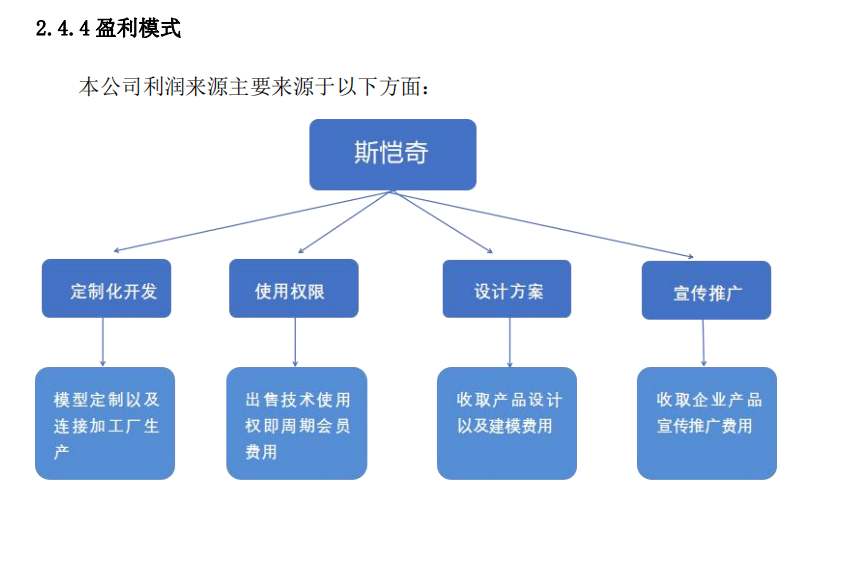 2.4.4 盈利模式
本公司利润来源主要来源于以下方面：
斯恺奇
定制化开发
使用权限
设计方案
宣传推广
模型定制以及
连接加工厂生
产
出售技术使用
权即周期会员
费用
收取产品设计
以及建模费用
收取企业产品
宣传推广费用